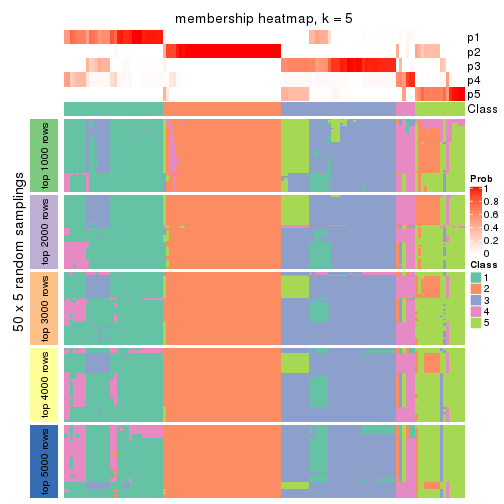 membership heatmap, k = 5
p1
p2
p3
p4
p5
Class
50 x 5 random samplings
top 1000 rows
top 2000 rows
top 3000 rows
top 4000 rows
top 5000 rows
Prob
1
0.8
0.6
0.4
0.2
0
Class
1
2
3
4
5